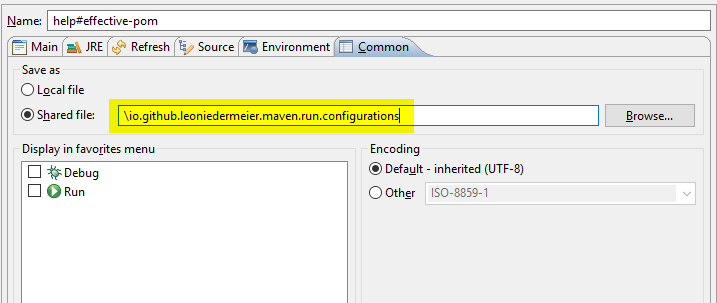 Name: help#effective-pom
Main JRE Refresh Source Environment Common
Save as
Local file
Shared file: \io.github.leoniedermeier.maven.run.configurations Browse...
Display in favorites menu
Debug
Run
Encoding
Default - inherited (UTF-8)
Other ISO-8859-1